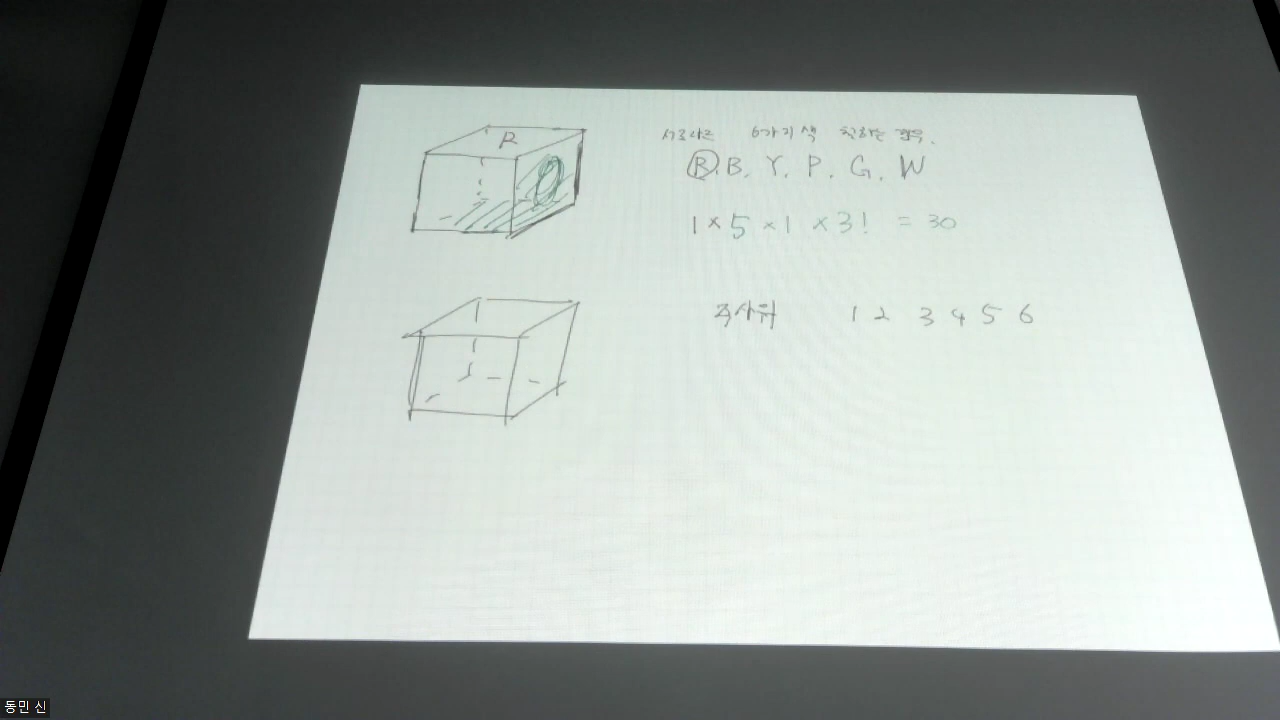 R
서로다른 6가지 색 칠하는 경우.
R, B, Y, P, G, W
1 × 5 × 1 × 3! = 30
주사위 1 2 3 4 5 6
동민 신